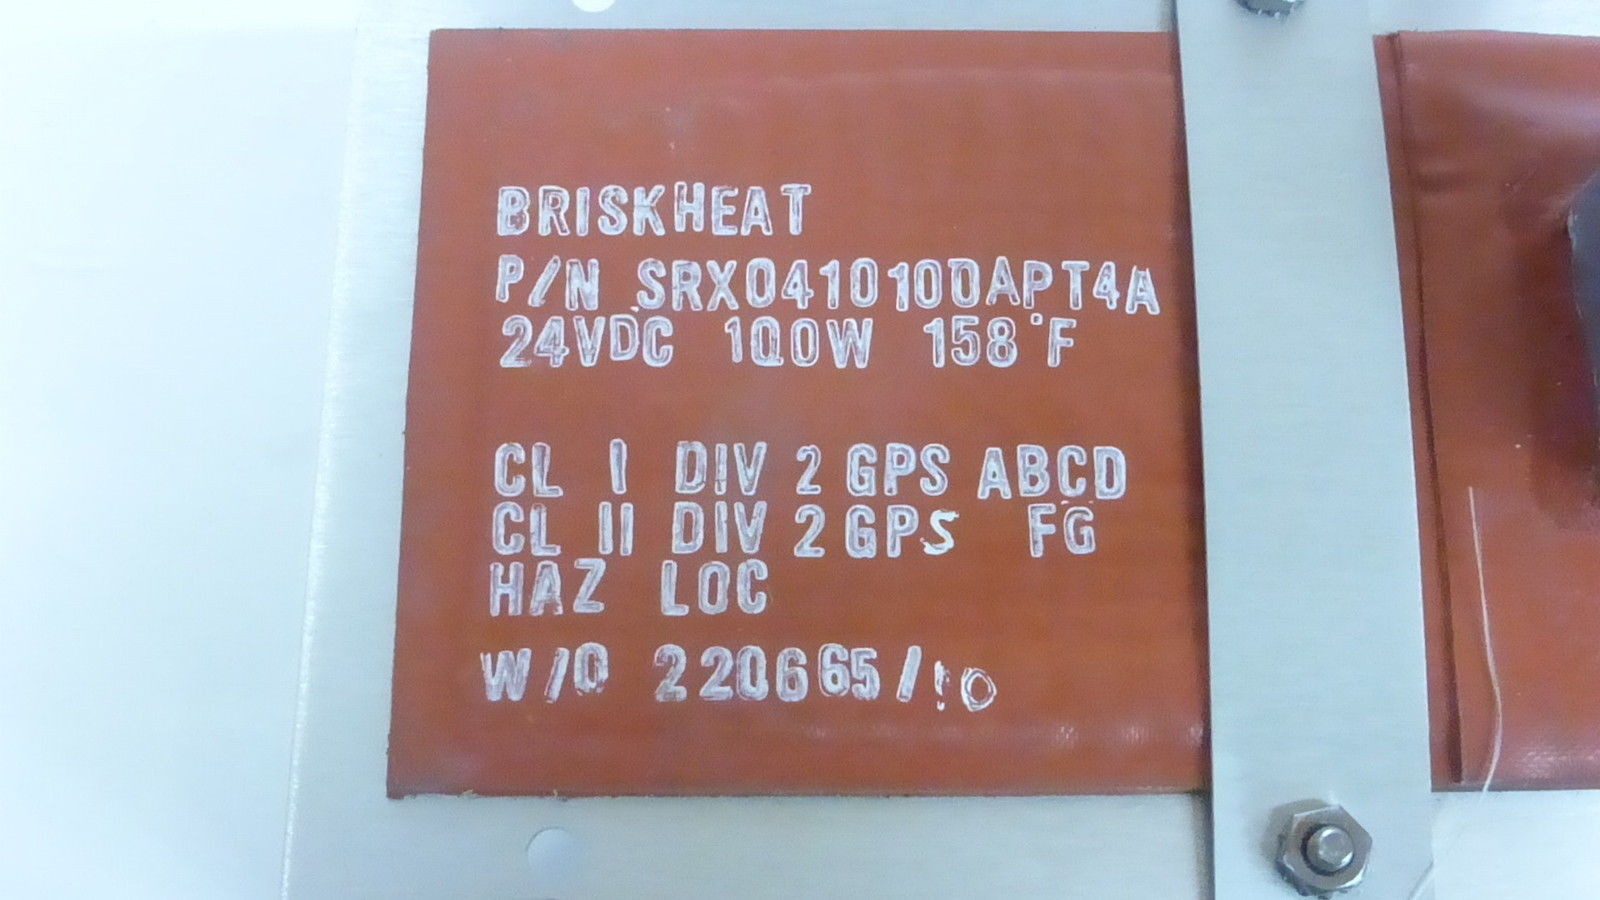 BRISKHEAT
P/N SRX0410100APT4A
24VDC 100W 158°F
CL I DIV 2 GPS ABCD
CL II DIV 2 GPS FG
HAZ LOC
W/O 220665/10